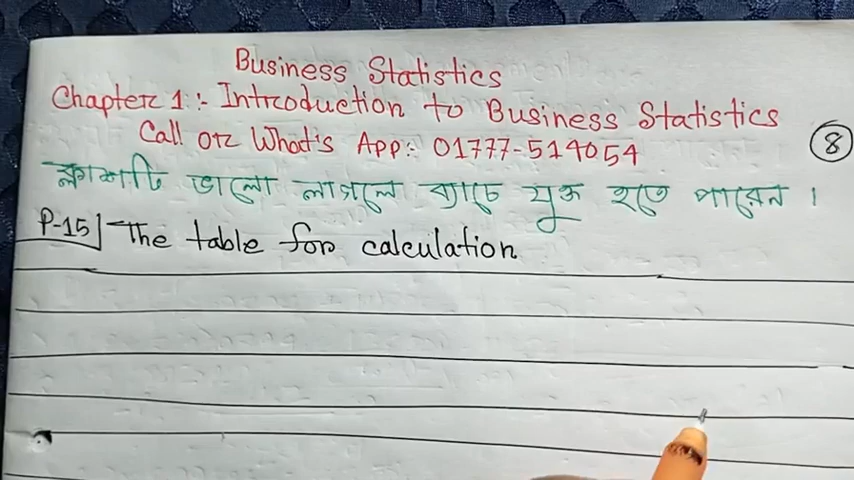 Business Statistics
Chapter 1:- Introduction to Business Statistics
Call or What's App:- 01777-514054
8
ক্লাশটি ভালো লাগলে ব্যাচে যুক্ত হতে পারেন।
P-15] The table for calculation